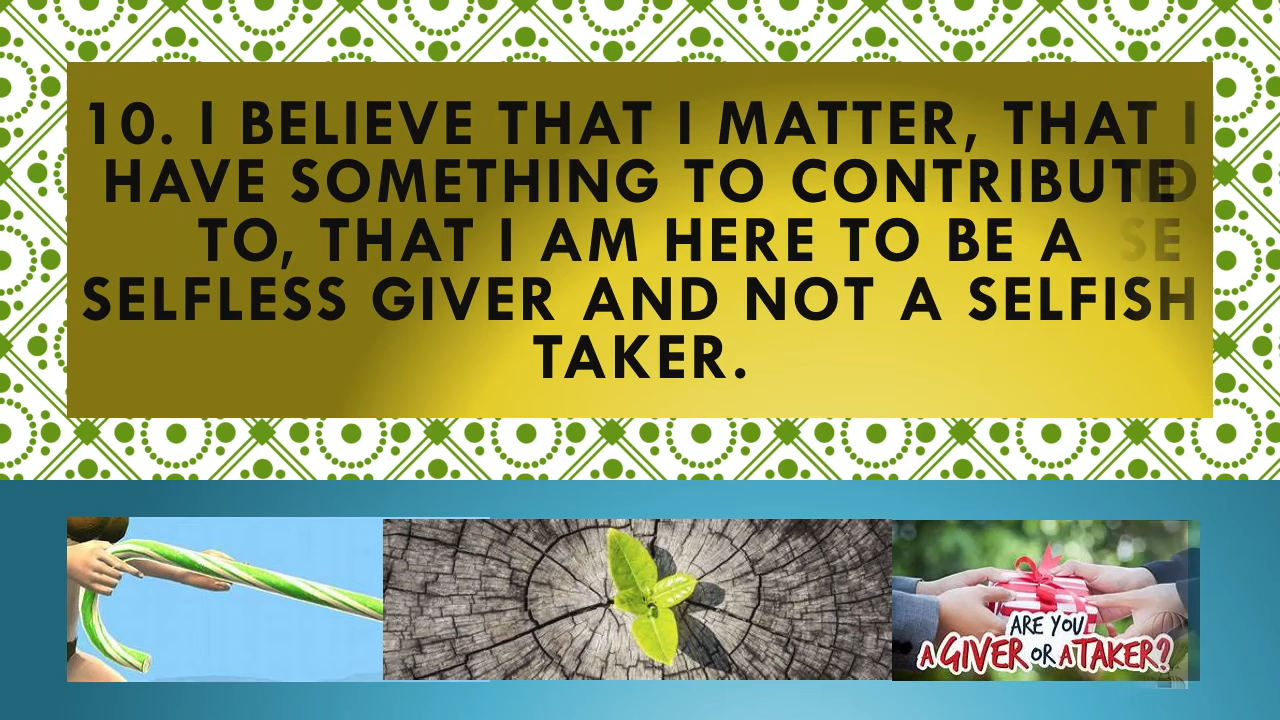 10. I BELIEVE THAT I MATTER, THAT I
HAVE SOMETHING TO CONTRIBUTE
TO, THAT I AM HERE TO BE A
SELFLESS GIVER AND NOT A SELFISH
TAKER.
ARE YOU
A GIVER OR A TAKER?